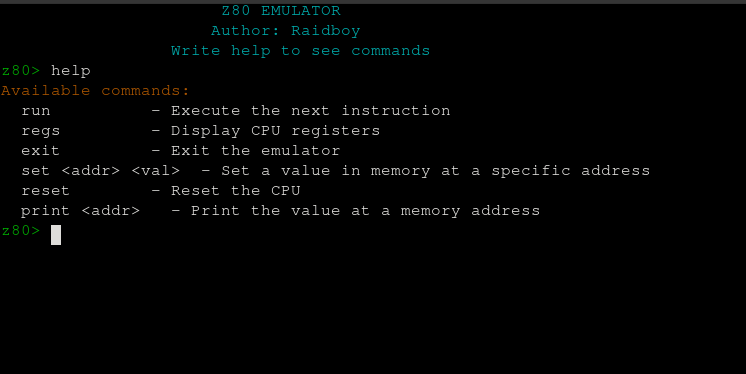 Z80 EMULATOR
Author: Raidboy
Write help to see commands
z80> help
Available commands:
run - Execute the next instruction
regs - Display CPU registers
exit - Exit the emulator
set <addr> <val> - Set a value in memory at a specific address
reset - Reset the CPU
print <addr> - Print the value at a memory address
z80>